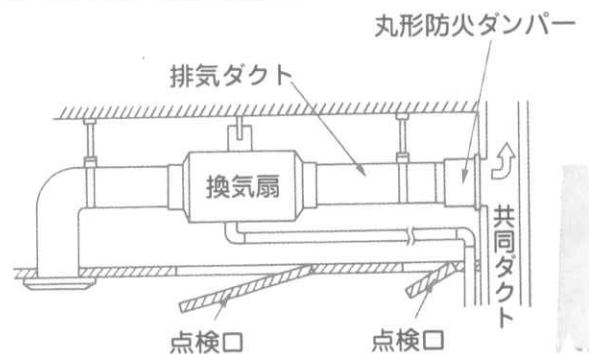 丸形防火ダンパー
排気ダクト
換気扇
共同ダクト
点検口
点検口